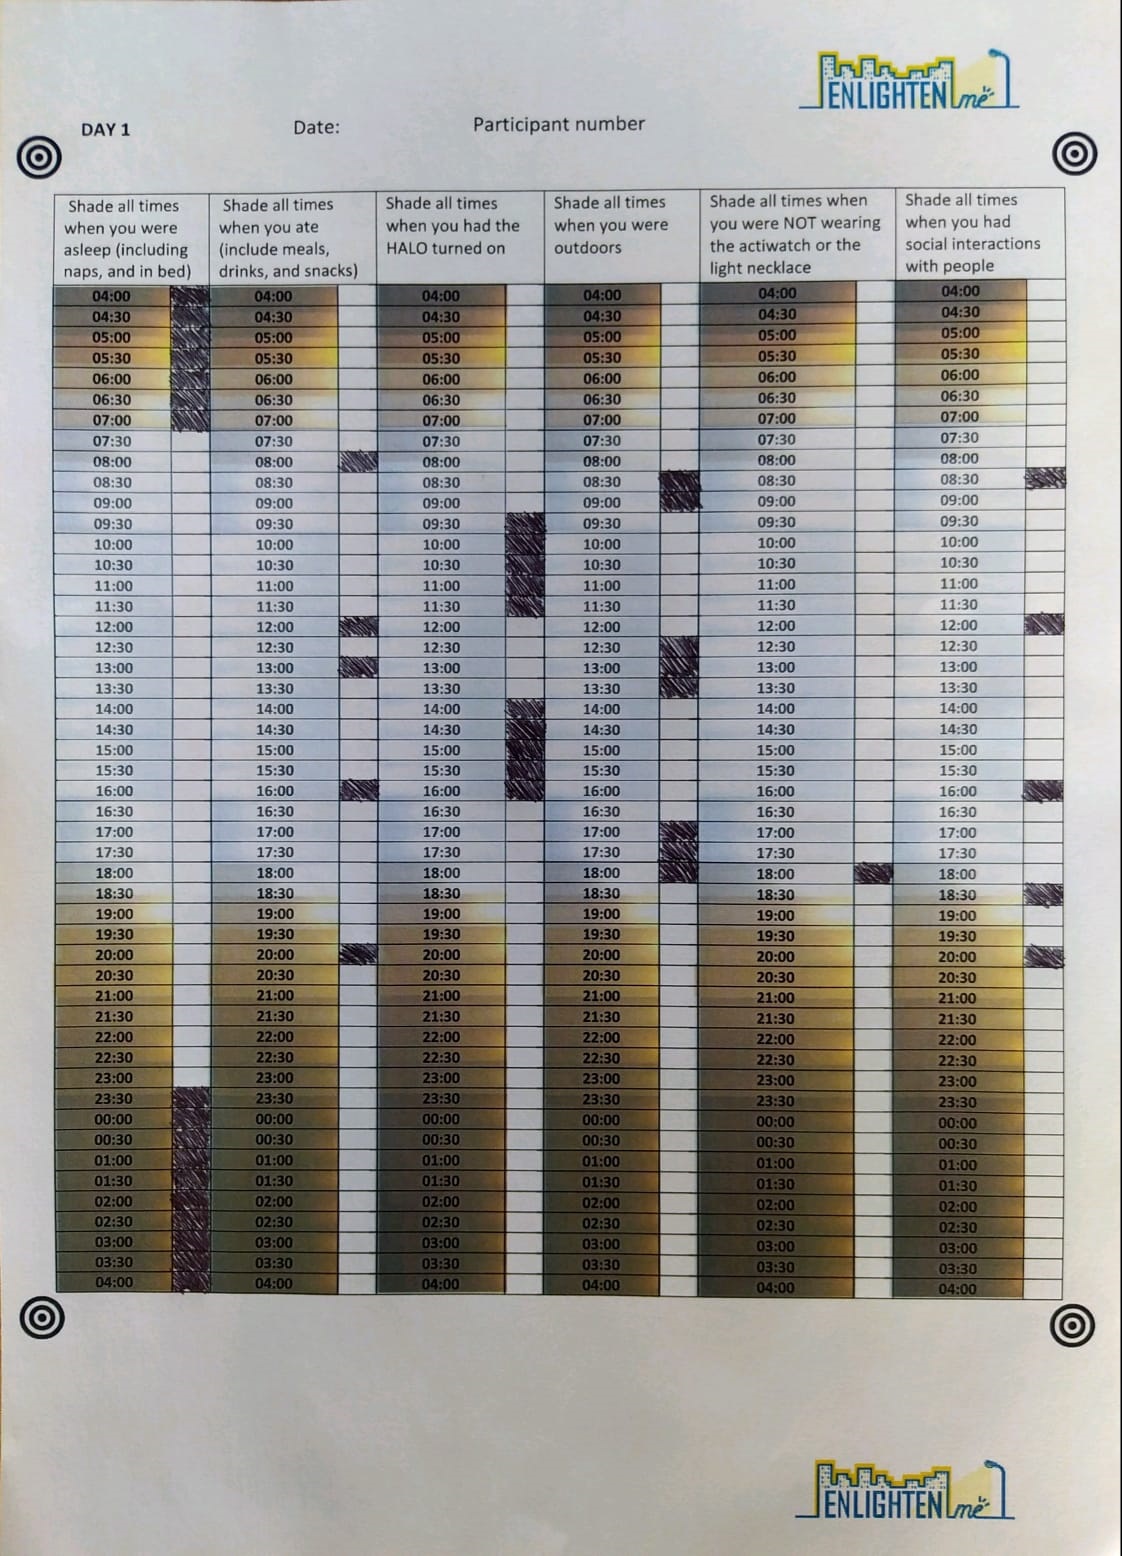 ENLIGHTENme
DAY 1 Date: Participant number
Shade all times when you were asleep (including naps, and in bed)
Shade all times when you ate (include meals, drinks, and snacks)
Shade all times when you had the HALO turned on
Shade all times when you were outdoors
Shade all times when you were NOT wearing the actiwatch or the light necklace
Shade all times when you had social interactions with people
04:00 04:00 04:00 04:00 04:00 04:00
04:30 04:30 04:30 04:30 04:30 04:30
05:00 05:00 05:00 05:00 05:00 05:00
05:30 05:30 05:30 05:30 05:30 05:30
06:00 06:00 06:00 06:00 06:00 06:00
06:30 06:30 06:30 06:30 06:30 06:30
07:00 07:00 07:00 07:00 07:00 07:00
07:30 07:30 07:30 07:30 07:30 07:30
08:00 08:00 08:00 08:00 08:00 08:00
08:30 08:30 08:30 08:30 08:30 08:30
09:00 09:00 09:00 09:00 09:00 09:00
09:30 09:30 09:30 09:30 09:30 09:30
10:00 10:00 10:00 10:00 10:00 10:00
10:30 10:30 10:30 10:30 10:30 10:30
11:00 11:00 11:00 11:00 11:00 11:00
11:30 11:30 11:30 11:30 11:30 11:30
12:00 12:00 12:00 12:00 12:00 12:00
12:30 12:30 12:30 12:30 12:30 12:30
13:00 13:00 13:00 13:00 13:00 13:00
13:30 13:30 13:30 13:30 13:30 13:30
14:00 14:00 14:00 14:00 14:00 14:00
14:30 14:30 14:30 14:30 14:30 14:30
15:00 15:00 15:00 15:00 15:00 15:00
15:30 15:30 15:30 15:30 15:30 15:30
16:00 16:00 16:00 16:00 16:00 16:00
16:30 16:30 16:30 16:30 16:30 16:30
17:00 17:00 17:00 17:00 17:00 17:00
17:30 17:30 17:30 17:30 17:30 17:30
18:00 18:00 18:00 18:00 18:00 18:00
18:30 18:30 18:30 18:30 18:30 18:30
19:00 19:00 19:00 19:00 19:00 19:00
19:30 19:30 19:30 19:30 19:30 19:30
20:00 20:00 20:00 20:00 20:00 20:00
20:30 20:30 20:30 20:30 20:30 20:30
21:00 21:00 21:00 21:00 21:00 21:00
21:30 21:30 21:30 21:30 21:30 21:30
22:00 22:00 22:00 22:00 22:00 22:00
22:30 22:30 22:30 22:30 22:30 22:30
23:00 23:00 23:00 23:00 23:00 23:00
23:30 23:30 23:30 23:30 23:30 23:30
00:00 00:00 00:00 00:00 00:00 00:00
00:30 00:30 00:30 00:30 00:30 00:30
01:00 01:00 01:00 01:00 01:00 01:00
01:30 01:30 01:30 01:30 01:30 01:30
02:00 02:00 02:00 02:00 02:00 02:00
02:30 02:30 02:30 02:30 02:30 02:30
03:00 03:00 03:00 03:00 03:00 03:00
03:30 03:30 03:30 03:30 03:30 03:30
04:00 04:00 04:00 04:00 04:00 04:00
ENLIGHTENme